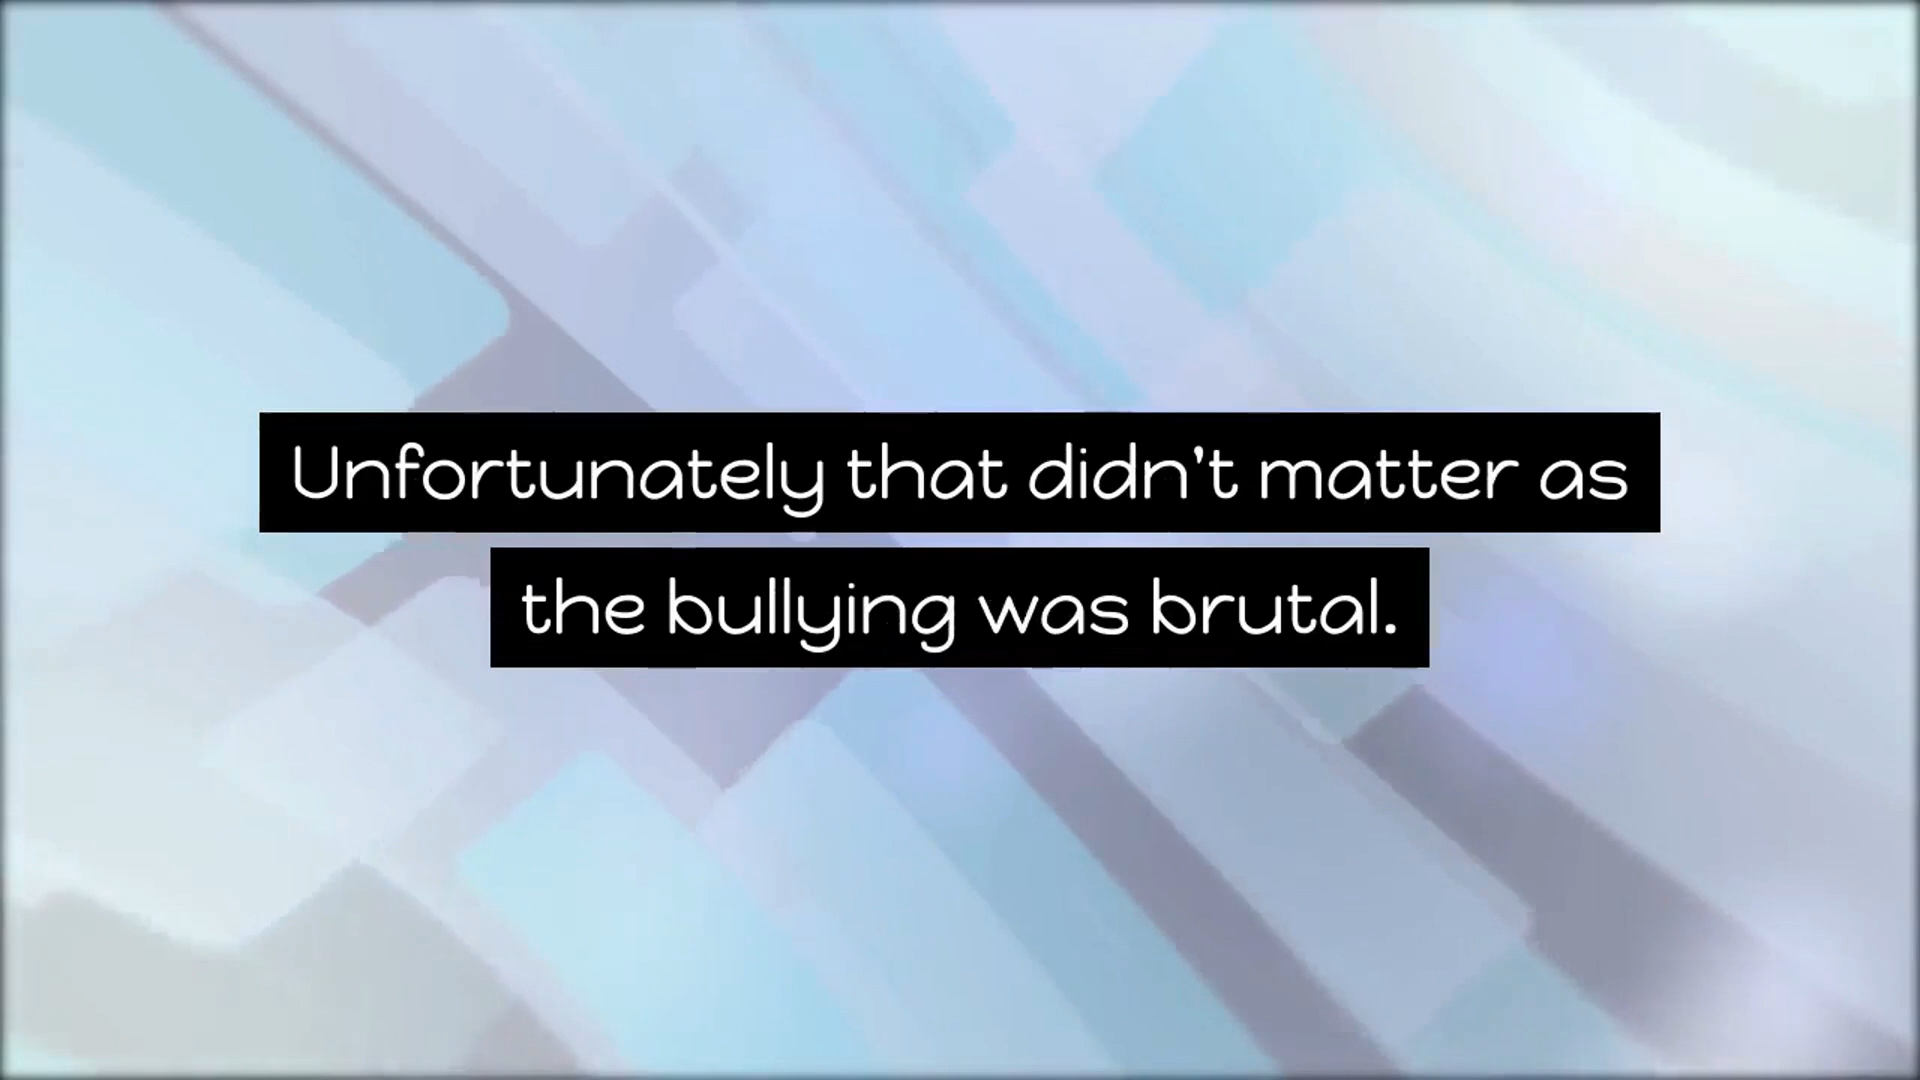 Unfortunately that didn't matter as
the bullying was brutal.